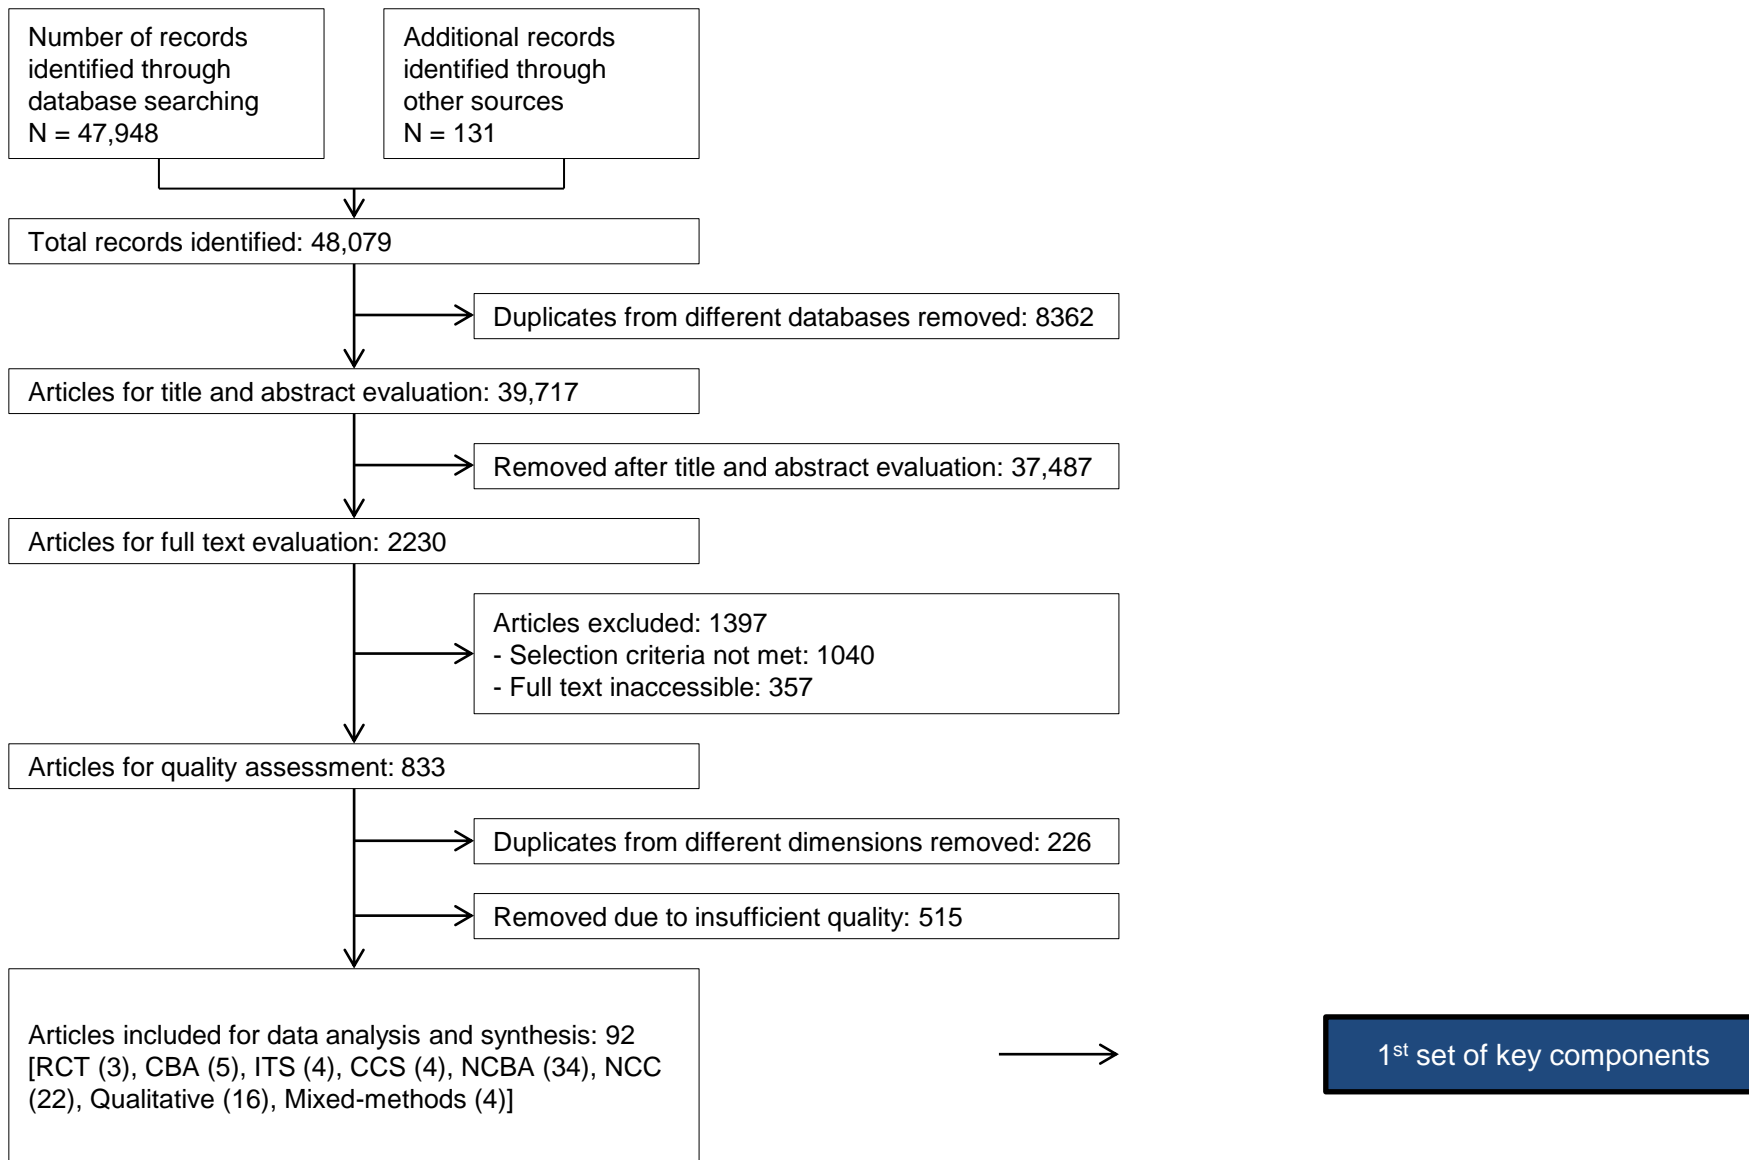 Number of records
identified through
database searching
N = 47,948
Additional records
identified through
other sources
N = 131
Total records identified: 48,079
Duplicates from different databases removed: 8362
Articles for title and abstract evaluation: 39,717
Removed after title and abstract evaluation: 37,487
Articles for full text evaluation: 2230
Articles excluded: 1397
- Selection criteria not met: 1040
- Full text inaccessible: 357
Articles for quality assessment: 833
Duplicates from different dimensions removed: 226
Removed due to insufficient quality: 515
Articles included for data analysis and synthesis: 92
[RCT (3), CBA (5), ITS (4), CCS (4), NCBA (34), NCC
(22), Qualitative (16), Mixed-methods (4)]
1st set of key components